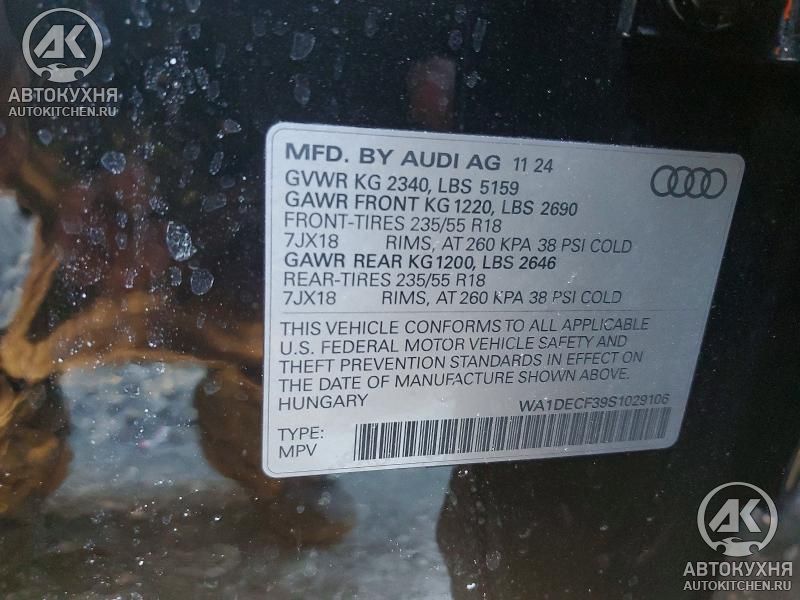 АК
АВТОКУХНЯ
AUTOKITCHEN.RU
MFD. BY AUDI AG 11 24
GVWR KG 2340, LBS 5159
GAWR FRONT KG 1220, LBS 2690
FRONT-TIRES 235/55 R18
7JX18 RIMS, AT 260 KPA 38 PSI COLD
GAWR REAR KG1200, LBS 2646
REAR-TIRES 235/55 R18
7JX18 RIMS, AT 260 KPA 38 PSI COLD
THIS VEHICLE CONFORMS TO ALL APPLICABLE
U.S. FEDERAL MOTOR VEHICLE SAFETY AND
THEFT PREVENTION STANDARDS IN EFFECT ON
THE DATE OF MANUFACTURE SHOWN ABOVE.
HUNGARY WA1DECF39S1029106
TYPE:
MPV
АК
АВТОКУХНЯ
AUTOKITCHEN.RU